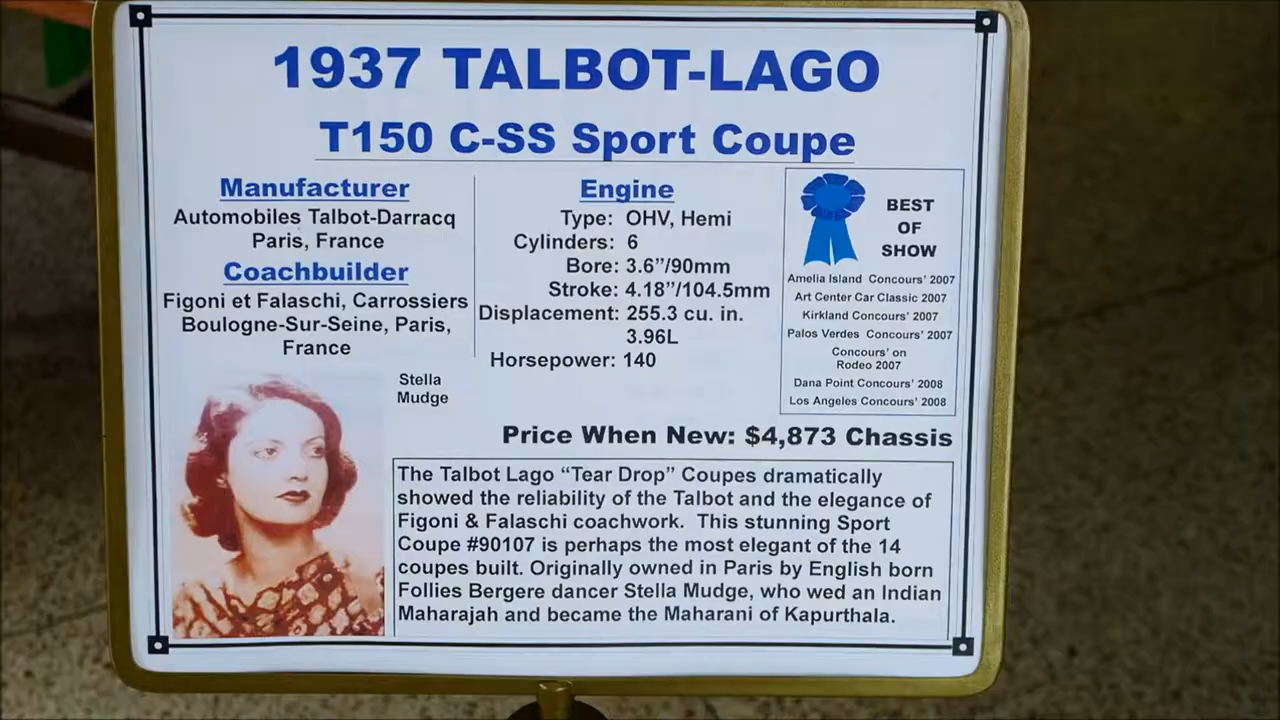 1937 TALBOT-LAGO
T150 C-SS Sport Coupe
Manufacturer
Automobiles Talbot-Darracq
Paris, France
Coachbuilder
Figoni et Falaschi, Carrossiers
Boulogne-Sur-Seine, Paris,
France
Engine
Type: OHV, Hemi
Cylinders: 6
Bore: 3.6”/90mm
Stroke: 4.18”/104.5mm
Displacement: 255.3 cu. in.
3.96L
Horsepower: 140
BEST
OF
SHOW
Amelia Island Concours’ 2007
Art Center Car Classic 2007
Kirkland Concours’ 2007
Palos Verdes Concours’ 2007
Concours’ on
Rodeo 2007
Dana Point Concours’ 2008
Los Angeles Concours’ 2008
Stella
Mudge
Price When New: $4,873 Chassis
The Talbot Lago “Tear Drop” Coupes dramatically
showed the reliability of the Talbot and the elegance of
Figoni & Falaschi coachwork. This stunning Sport
Coupe #90107 is perhaps the most elegant of the 14
coupes built. Originally owned in Paris by English born
Follies Bergere dancer Stella Mudge, who wed an Indian
Maharajah and became the Maharani of Kapurthala.